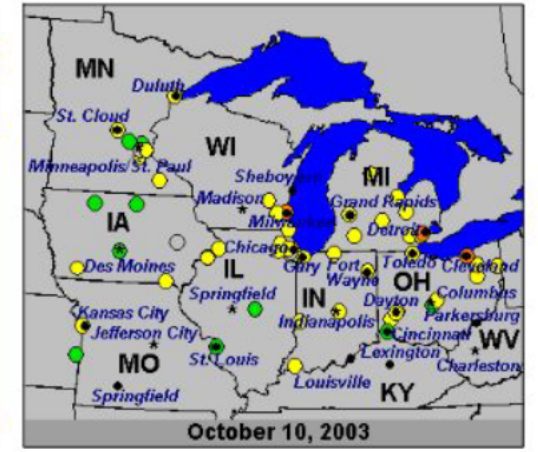 MN
Duluth
St. Cloud
WI
Minneapolis/St. Paul
Sheboy
MI
Madison
Grand Rapids
Milwaukee
IA
Detroit
Chicago
Des Moines
IL
Gary
Fort
Wayne
Toledo
Cleveland
OH
Springfield
IN
Columbus
Kansas City
Dayton
Parkersburg
Indianapolis
Jefferson City
Cincinnati
WV
St. Louis
Lexington
MO
Charleston
Louisville
KY
Springfield
October 10, 2003